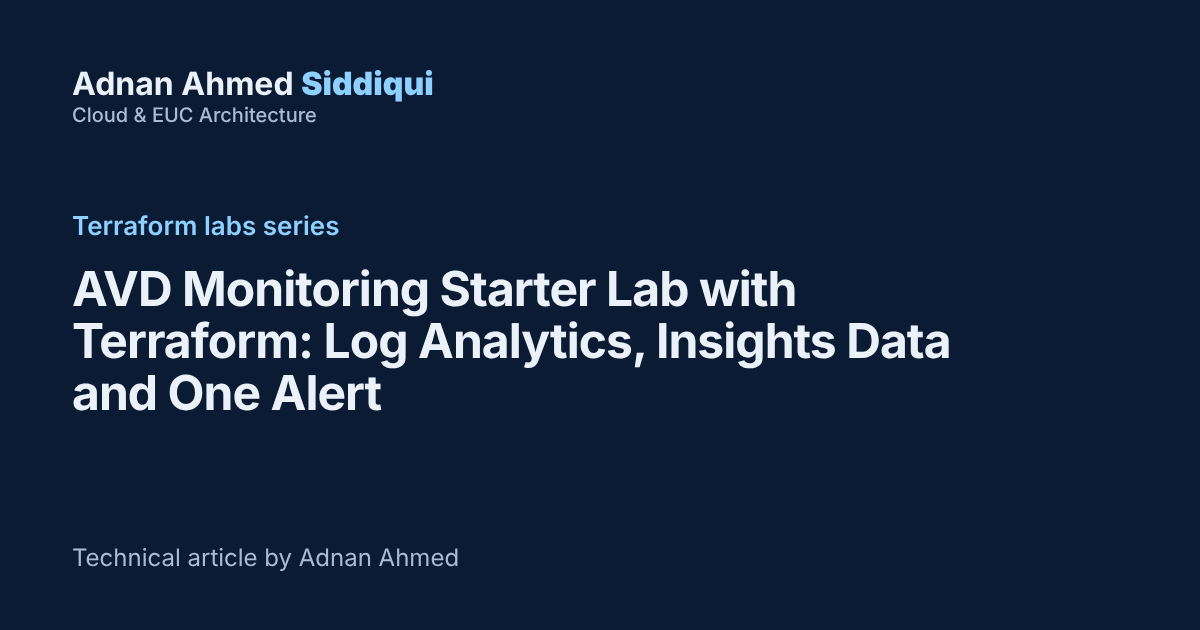 Adnan Ahmed Siddiqui
Cloud & EUC Architecture
Terraform labs series
AVD Monitoring Starter Lab with
Terraform: Log Analytics, Insights Data
and One Alert
Technical article by Adnan Ahmed